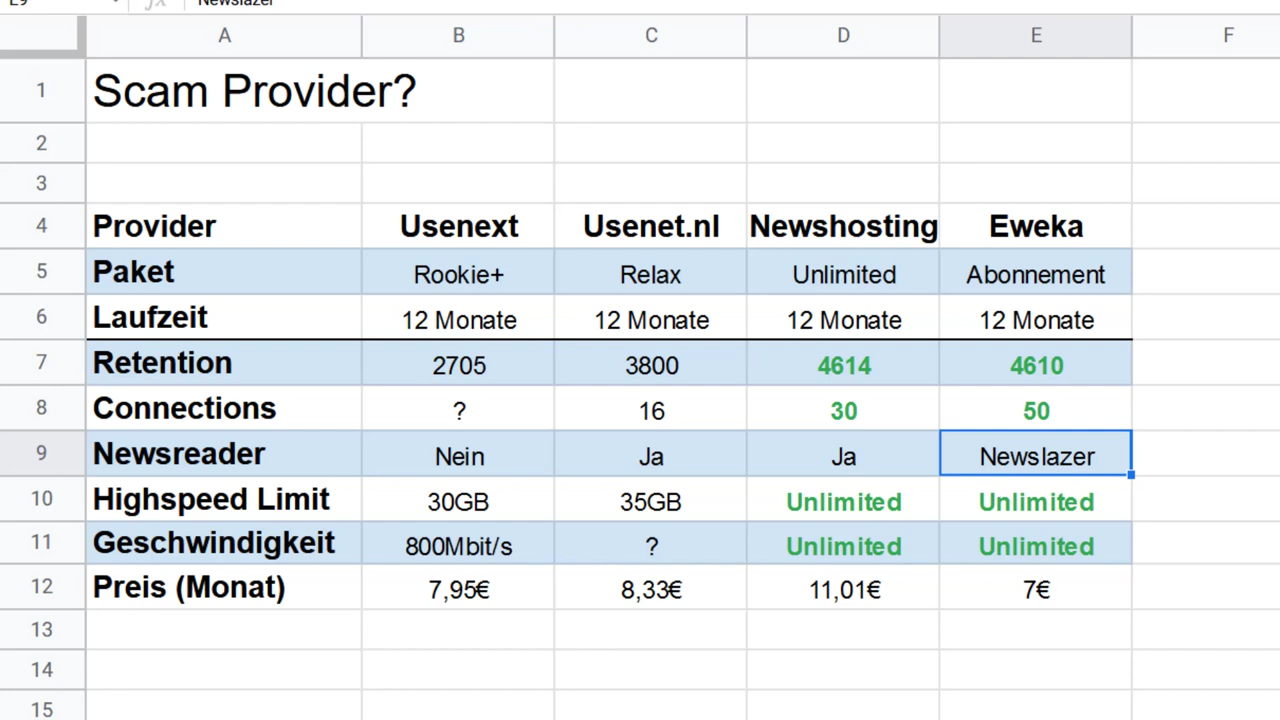 E9 fx Newslazer
A B C D E F
1 Scam Provider?
2
3
4 Provider Usenext Usenet.nl Newshosting Eweka
5 Paket Rookie+ Relax Unlimited Abonnement
6 Laufzeit 12 Monate 12 Monate 12 Monate 12 Monate
7 Retention 2705 3800 4614 4610
8 Connections ? 16 30 50
9 Newsreader Nein Ja Ja Newslazer
10 Highspeed Limit 30GB 35GB Unlimited Unlimited
11 Geschwindigkeit 800Mbit/s ? Unlimited Unlimited
12 Preis (Monat) 7,95€ 8,33€ 11,01€ 7€
13
14
15